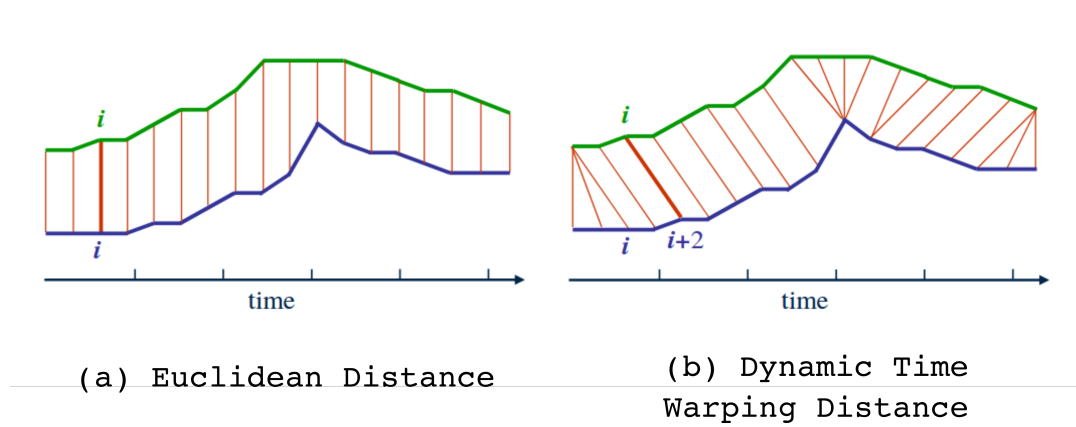 i
i
time
(a) Euclidean Distance
i
i i+2
time
(b) Dynamic Time
Warping Distance